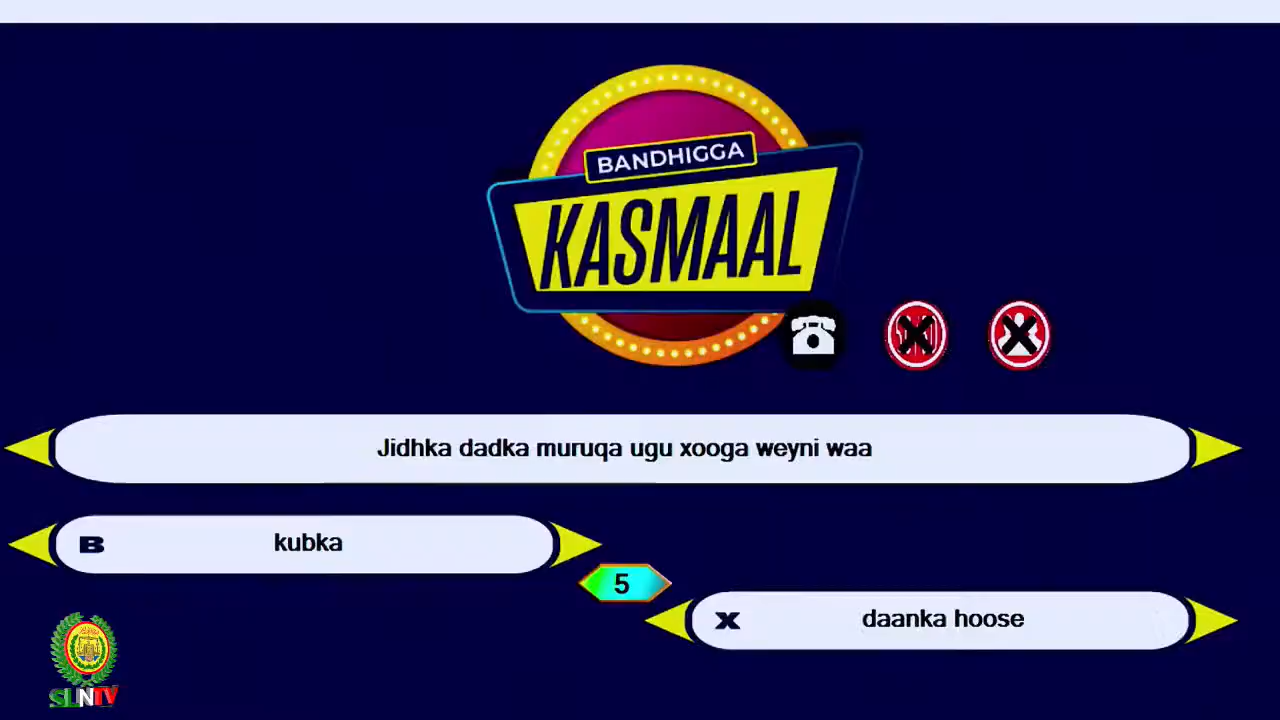 BANDHIGGA
KASMAAL
Jidhka dadka muruqa ugu xooga weyni waa
B kubka
5
X daanka hoose
SLNTV